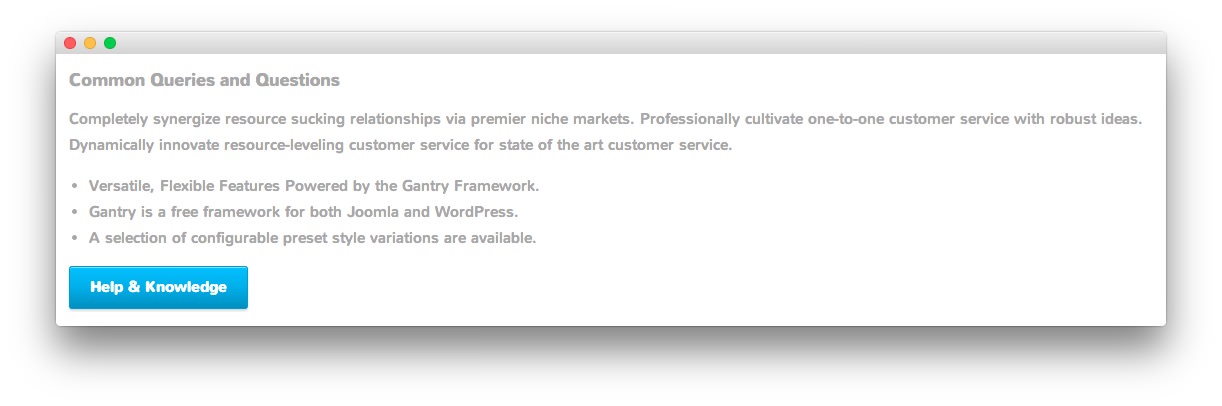 Common Queries and Questions
Completely synergize resource sucking relationships via premier niche markets. Professionally cultivate one-to-one customer service with robust ideas.
Dynamically innovate resource-leveling customer service for state of the art customer service.
• Versatile, Flexible Features Powered by the Gantry Framework.
• Gantry is a free framework for both Joomla and WordPress.
• A selection of configurable preset style variations are available.
Help & Knowledge